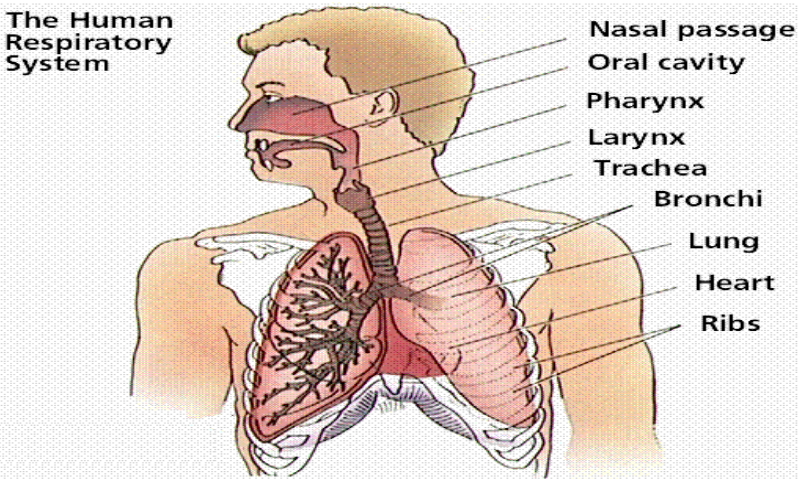 The Human
Respiratory
System
Nasal passage
Oral cavity
Pharynx
Larynx
Trachea
Bronchi
Lung
Heart
Ribs